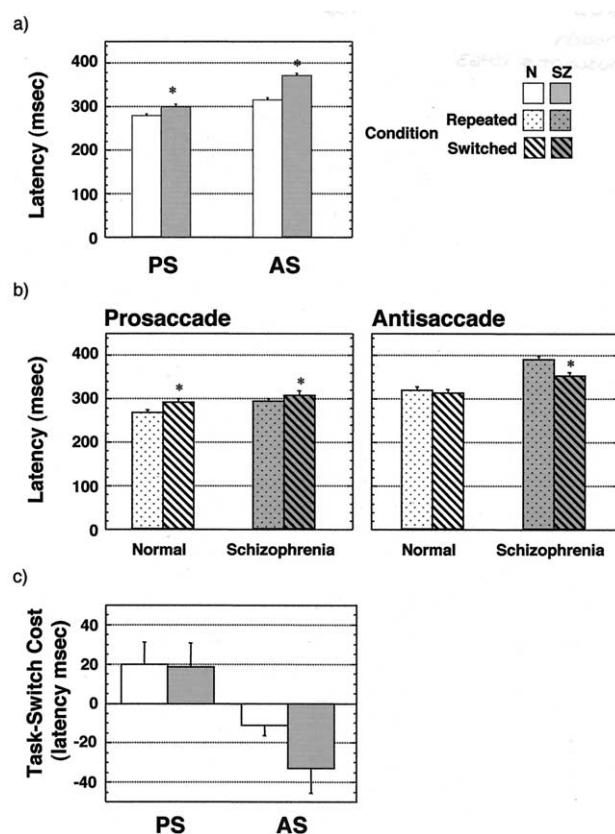 a)
Latency (msec)
400
300
200
100
0
*
*
PS
AS
N SZ
Condition
Repeated
Switched
b)
Prosaccade
Antisaccade
Latency (msec)
400
300
200
100
0
*
*
*
Normal
Schizophrenia
Normal
Schizophrenia
c)
Task-Switch Cost
(latency msec)
40
20
0
-20
-40
PS
AS